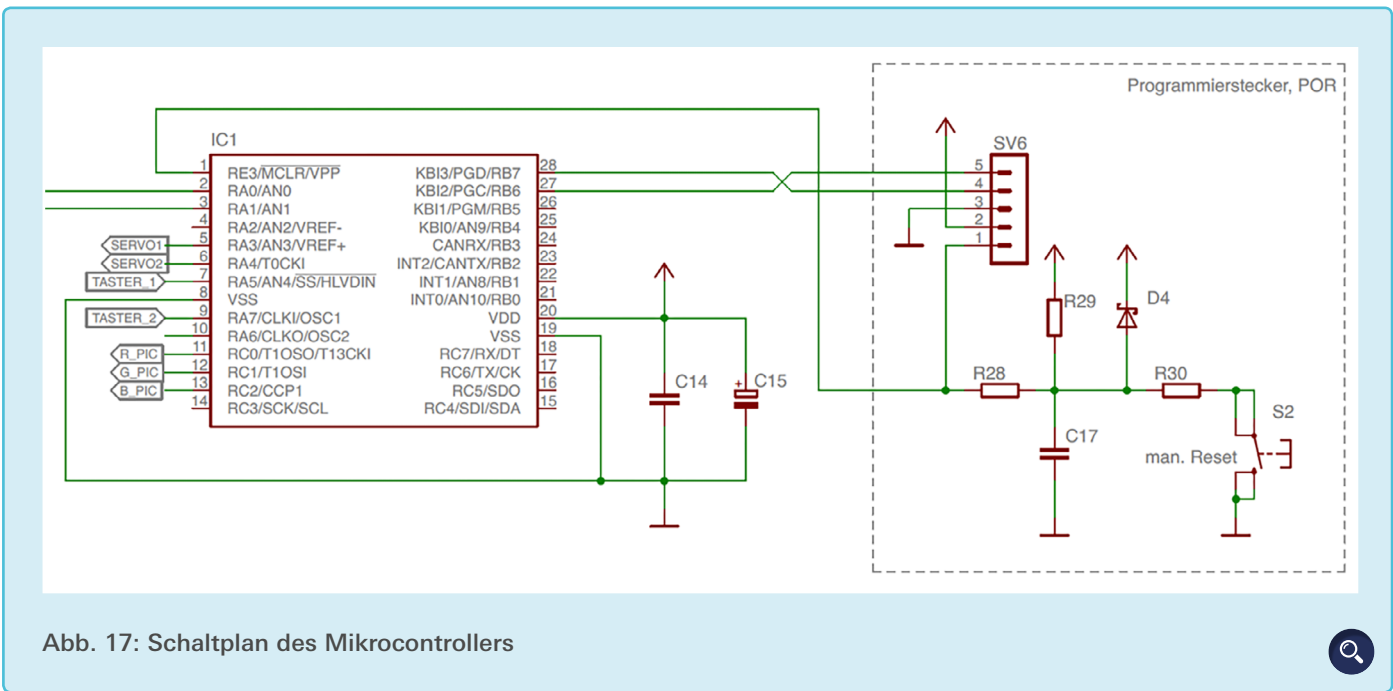 Programmierstecker, POR
IC1
SV6
1 RE3/MCLR/VPP KBI3/PGD/RB7 28
2 RA0/AN0 KBI2/PGC/RB6 27
3 RA1/AN1 KBI1/PGM/RB5 26
4 RA2/AN2/VREF- KBI0/AN9/RB4 25
SERVO1 5 RA3/AN3/VREF+ CANRX/RB3 24
SERVO2 6 RA4/T0CKI INT2/CANTX/RB2 23
TASTER_1 7 RA5/AN4/SS/HLVDIN INT1/AN8/RB1 22
8 VSS INT0/AN10/RB0 21
TASTER_2 9 RA7/CLKI/OSC1 VDD 20
10 RA6/CLKO/OSC2 VSS 19
R_PIC 11 RC0/T1OSO/T13CKI RC7/RX/DT 18
G_PIC 12 RC1/T1OSI RC6/TX/CK 17
B_PIC 13 RC2/CCP1 RC5/SDO 16
14 RC3/SCK/SCL RC4/SDI/SDA 15
5
4
3
2
1
C14
+ C15
R29
D4
R28
R30
C17
S2
man. Reset
Abb. 17: Schaltplan des Mikrocontrollers